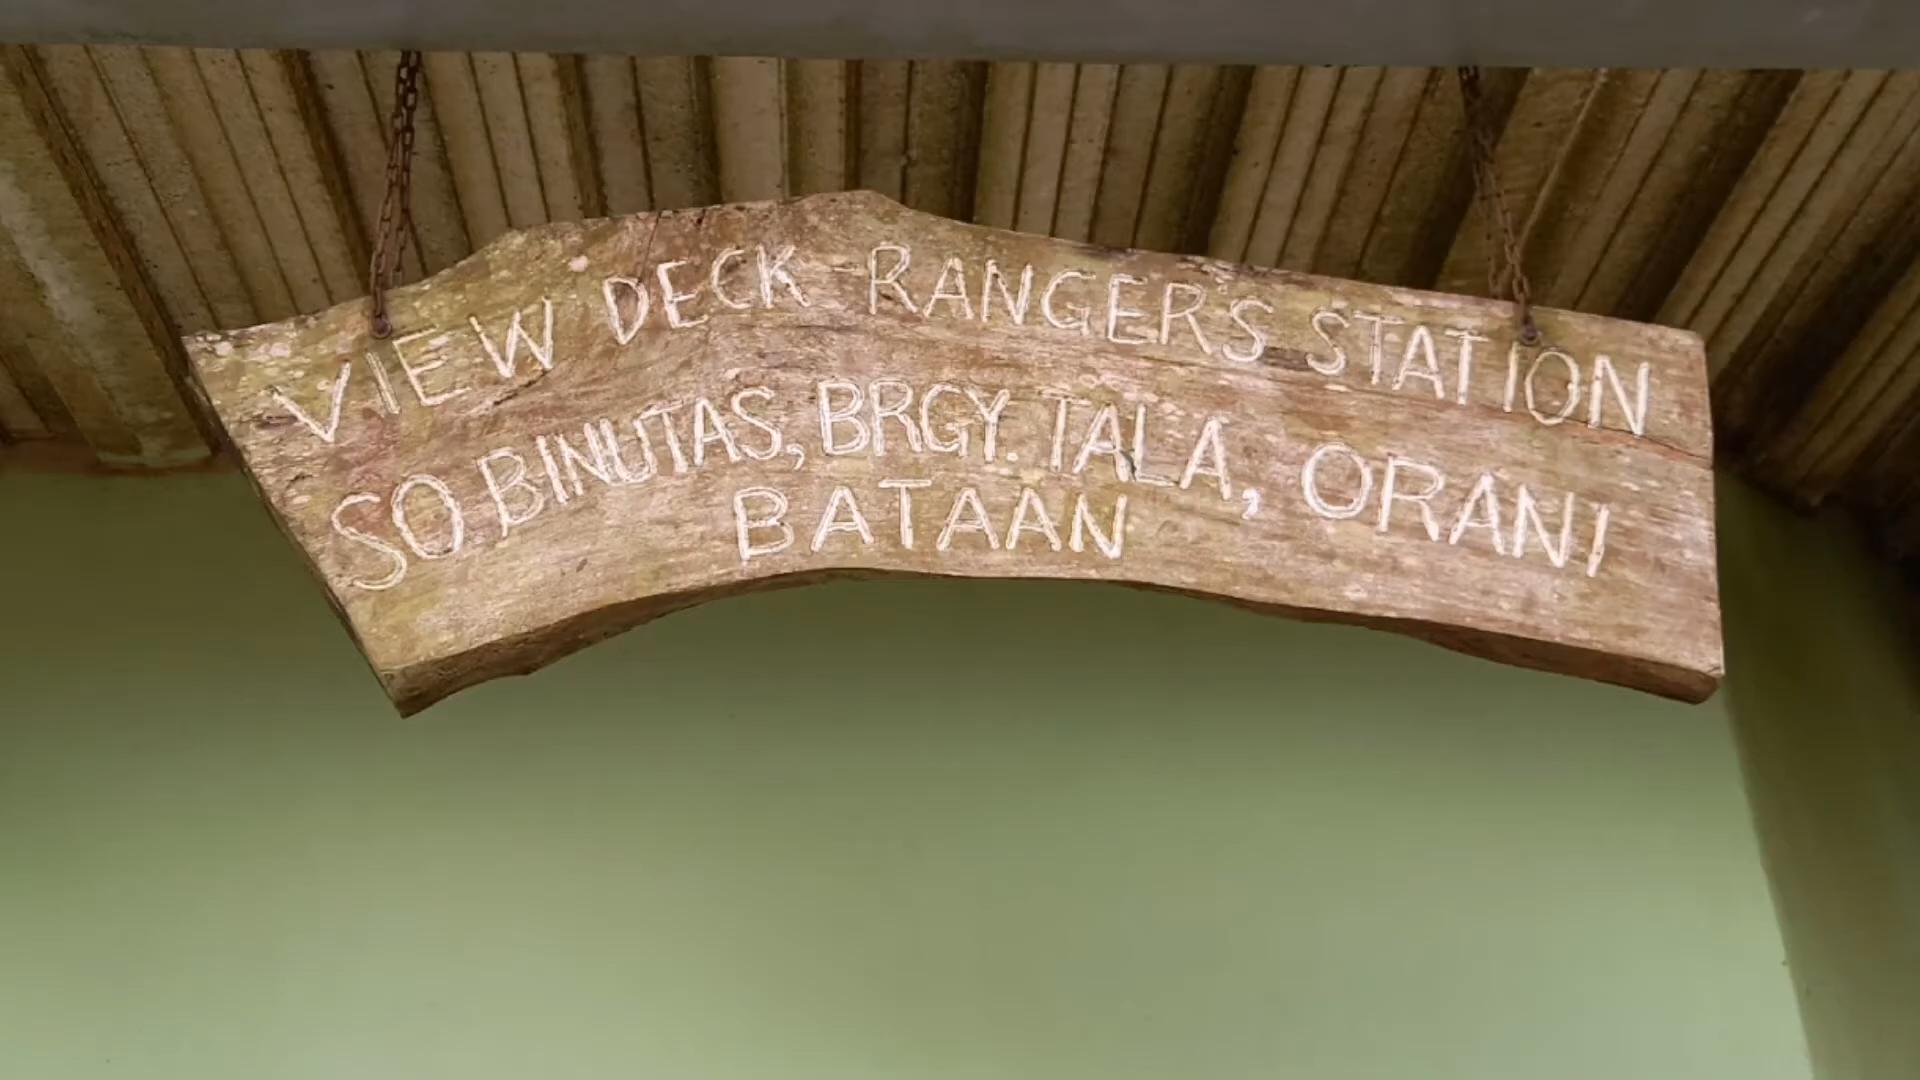 VIEW DECK RANGER'S STATION
SO BINUTAS, BRGY. TALA, ORANI
BATAAN